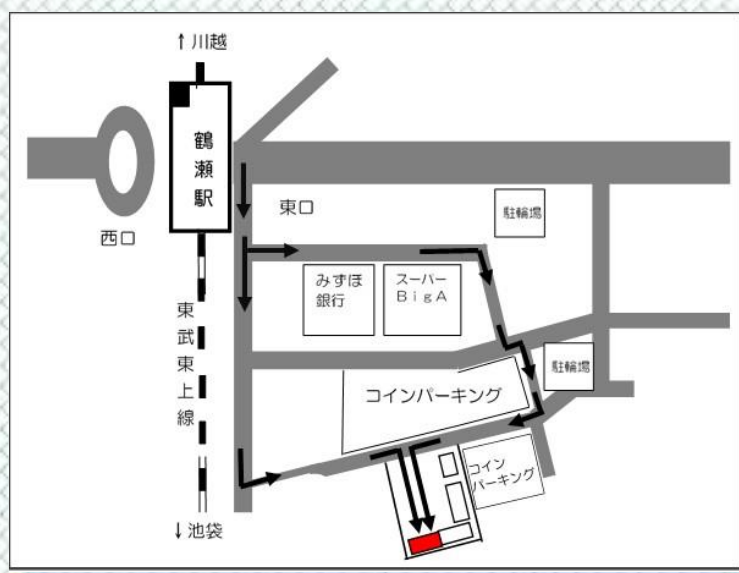 ↑川越
鶴瀬駅
東口
西口
駐輪場
みずほ
銀行
スーパー
BigA
東武東上線
駐輪場
コインパーキング
コイン
パーキング
↓池袋